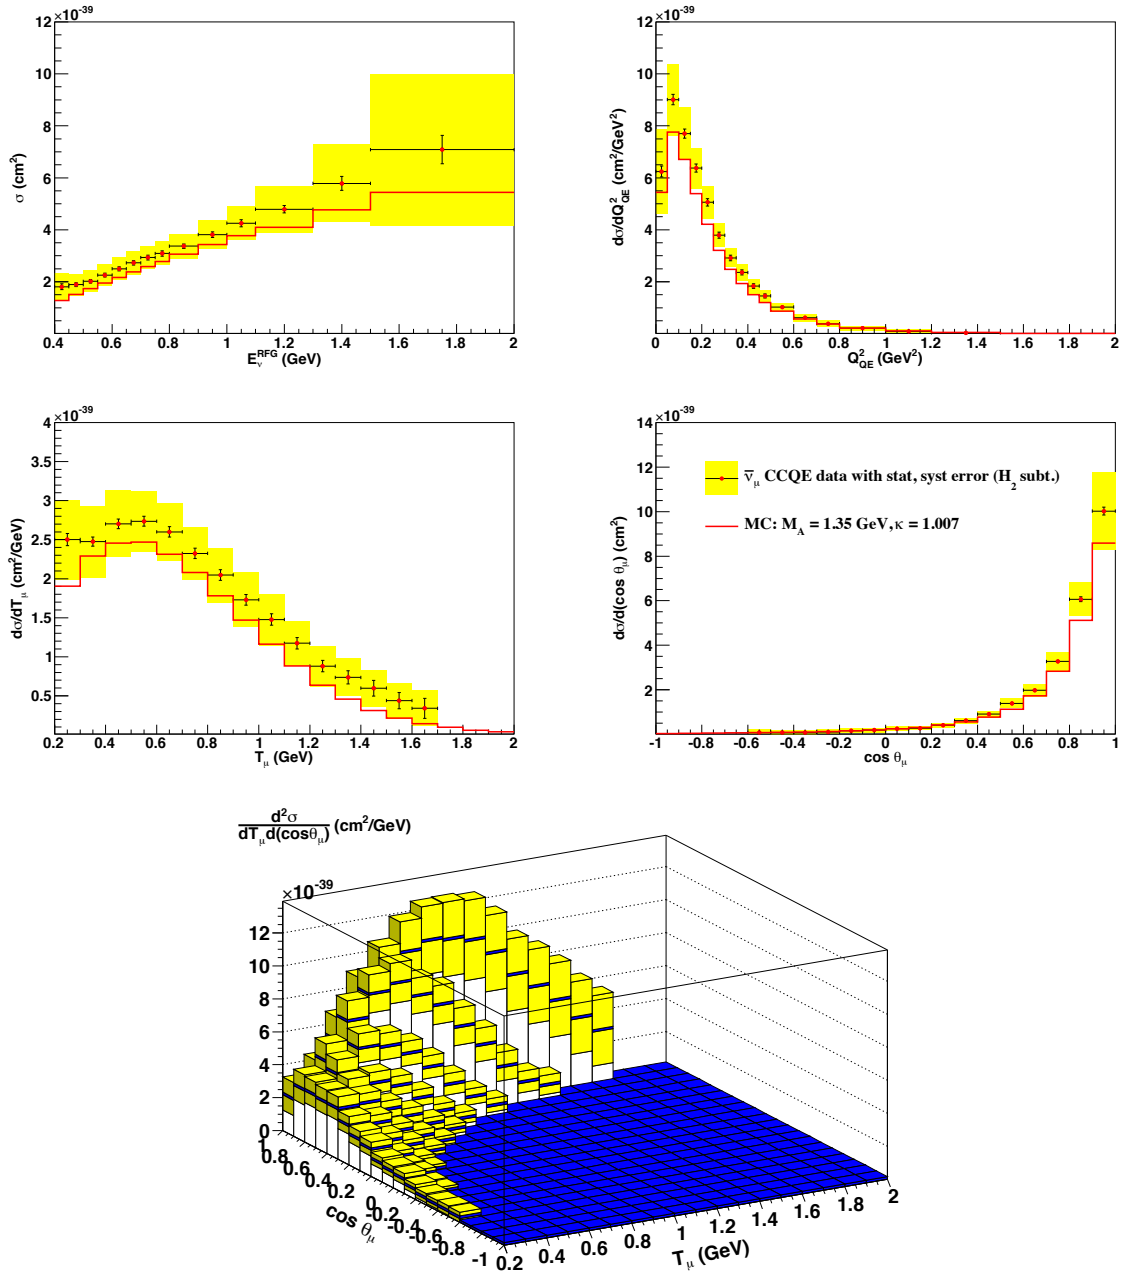 ×10⁻³⁹
12
10
8
6
4
2
σ (cm²)
0.4 0.6 0.8 1 1.2 1.4 1.6 1.8 2
E_ν^RFG (GeV)
×10⁻³⁹
12
10
8
6
4
2
dσ/dQ²_QE (cm²/GeV²)
0 0.2 0.4 0.6 0.8 1 1.2 1.4 1.6 1.8 2
Q²_QE (GeV²)
×10⁻³⁹
4
3.5
3
2.5
2
1.5
1
0.5
dσ/dT_μ (cm²/GeV)
0.2 0.4 0.6 0.8 1 1.2 1.4 1.6 1.8 2
T_μ (GeV)
×10⁻³⁹
14
12
10
8
6
4
2
dσ/d(cos θ_μ) (cm²)
ν̄_μ CCQE data with stat, syst error (H₂ subt.)
MC: M_A = 1.35 GeV, κ = 1.007
-1 -0.8 -0.6 -0.4 -0.2 0 0.2 0.4 0.6 0.8 1
cos θ_μ
d²σ
dT_μ d(cosθ_μ) (cm²/GeV)
×10⁻³⁹
12
10
8
6
4
2
0
1 0.8 0.6 0.4 0.2 0 -0.2 -0.4 -0.6 -0.8 -1
cos θ_μ
0.2 0.4 0.6 0.8 1 1.2 1.4 1.6 1.8 2
T_μ (GeV)